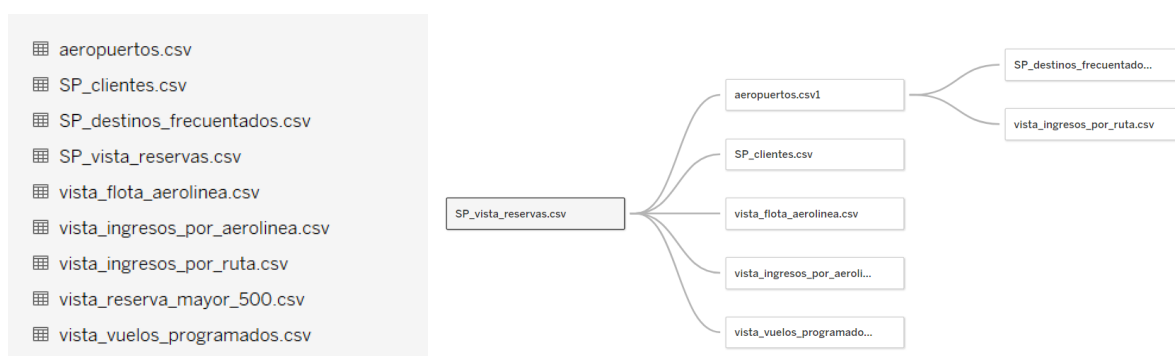 aeropuertos.csv
SP_clientes.csv
SP_destinos_frecuentados.csv
SP_vista_reservas.csv
vista_flota_aerolinea.csv
vista_ingresos_por_aerolinea.csv
vista_ingresos_por_ruta.csv
vista_reserva_mayor_500.csv
vista_vuelos_programados.csv
SP_vista_reservas.csv
aeropuertos.csv1
SP_clientes.csv
vista_flota_aerolinea.csv
vista_ingresos_por_aeroli...
vista_vuelos_programado...
SP_destinos_frecuentado...
vista_ingresos_por_ruta.csv